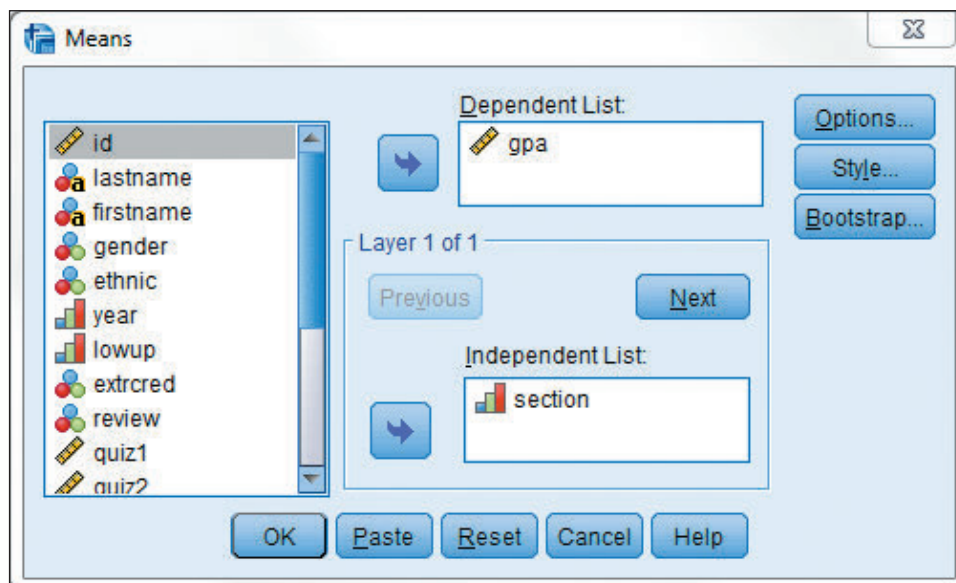 Means
id
lastname
firstname
gender
ethnic
year
lowup
extrcred
review
quiz1
quiz2
Dependent List:
gpa
Layer 1 of 1
Previous
Next
Independent List:
section
Options...
Style...
Bootstrap...
OK
Paste
Reset
Cancel
Help